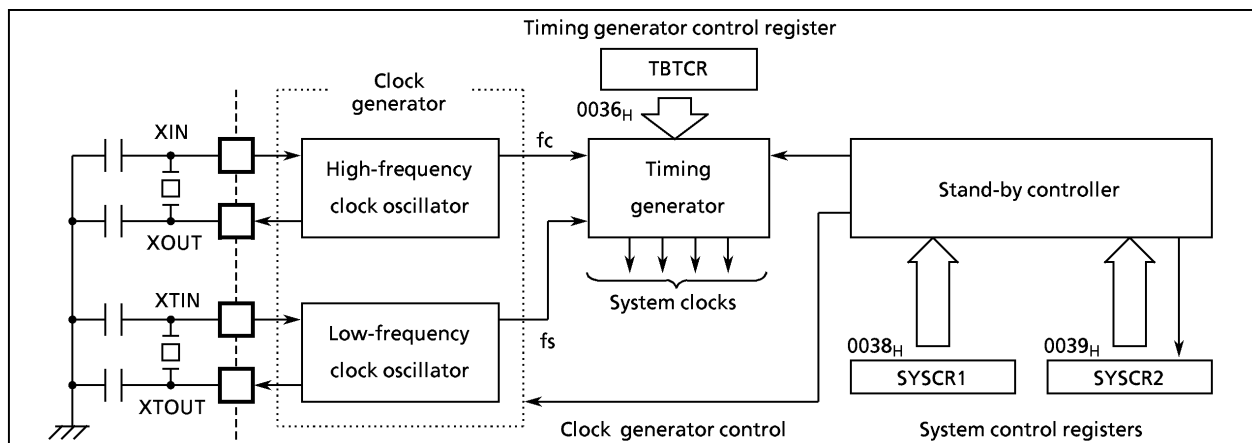 Timing generator control register
TBTCR
Clock
generator
0036H
XIN
fc
High-frequency
clock oscillator
Timing
generator
Stand-by controller
XOUT
XTIN
System clocks
Low-frequency
clock oscillator
fs
0038H
0039H
SYSCR1
SYSCR2
XTOUT
Clock generator control
System control registers